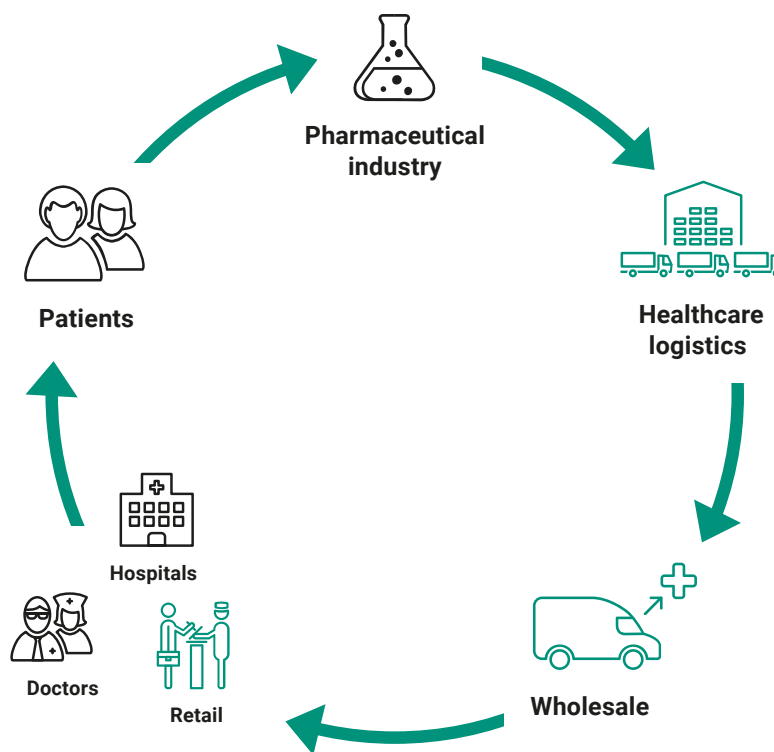 Pharmaceutical
industry
Healthcare
logistics
Patients
Hospitals
Doctors
Retail
Wholesale